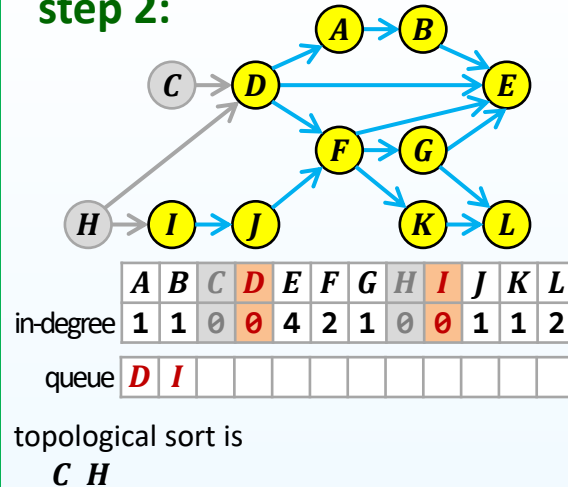 step 2:
A B
C D E
F G
H I J K L
A B C D E F G H I J K L
in-degree 1 1 0 0 4 2 1 0 0 1 1 2
queue D I
topological sort is
C H